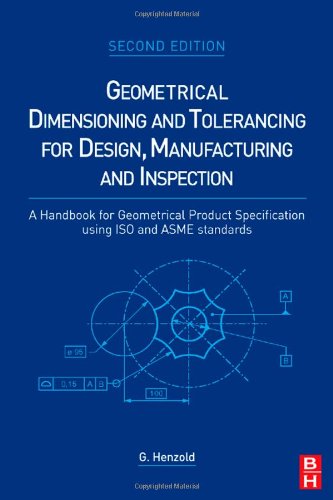 SECOND EDITION
GEOMETRICAL
DIMENSIONING AND TOLERANCING
FOR DESIGN, MANUFACTURING
AND INSPECTION
A Handbook for Geometrical Product Specification
using ISO and ASME standards
A
ø 95
B
0,15 A B
100
G. Henzold
B
H